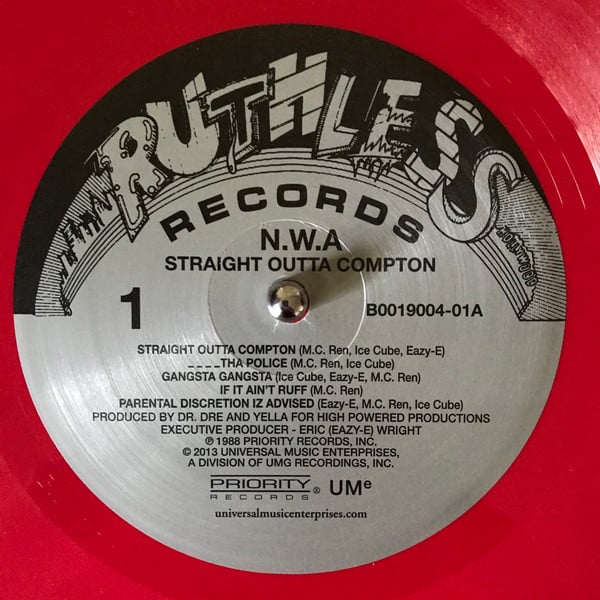 RUTHLESS
RECORDS
HOLLYWOOD
N.W.A
STRAIGHT OUTTA COMPTON
1
B0019004-01A
STRAIGHT OUTTA COMPTON (M.C. Ren, Ice Cube, Eazy-E)
____THA POLICE (M.C. Ren, Ice Cube)
GANGSTA GANGSTA (Ice Cube, Eazy-E, M.C. Ren)
IF IT AIN'T RUFF (M.C. Ren)
PARENTAL DISCRETION IZ ADVISED (Eazy-E, M.C. Ren, Ice Cube)
PRODUCED BY DR. DRE AND YELLA FOR HIGH POWERED PRODUCTIONS
EXECUTIVE PRODUCER - ERIC (EAZY-E) WRIGHT
℗ 1988 PRIORITY RECORDS, INC.
© 2013 UNIVERSAL MUSIC ENTERPRISES,
A DIVISION OF UMG RECORDINGS, INC.
PRIORITY
RECORDS ® UMe
universalmusicenterprises.com